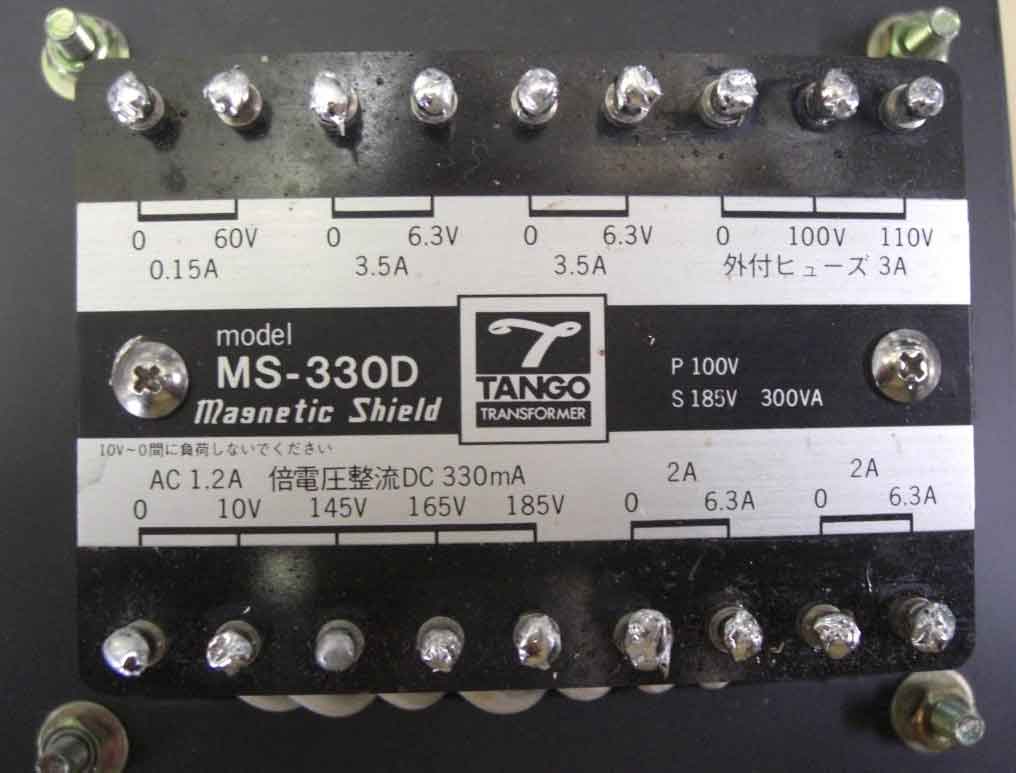 0 60V 0 6.3V 0 6.3V 0 100V 110V
0.15A 3.5A 3.5A 外付ヒューズ 3A
model
MS-330D
Magnetic Shield
TANGO
TRANSFORMER
P 100V
S 185V 300VA
10V~0間に負荷しないでください
AC 1.2A 倍電圧整流DC 330mA 2A 2A
0 10V 145V 165V 185V 0 6.3A 0 6.3A